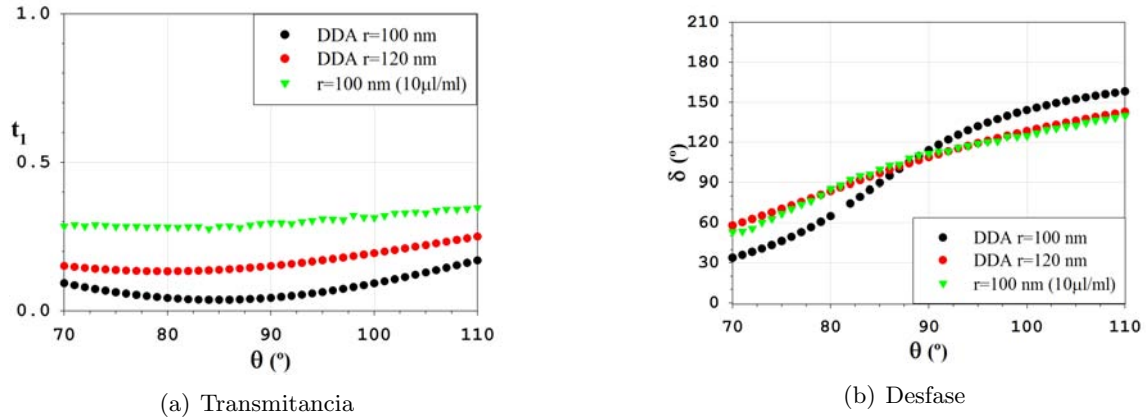 1.0
0.5
0.0
t1
DDA r=100 nm
DDA r=120 nm
r=100 nm (10µl/ml)
70 80 90 100 110
θ (º)
(a) Transmitancia
210
180
150
120
90
60
30
0
δ (º)
DDA r=100 nm
DDA r=120 nm
r=100 nm (10µl/ml)
70 80 90 100 110
θ (º)
(b) Desfase